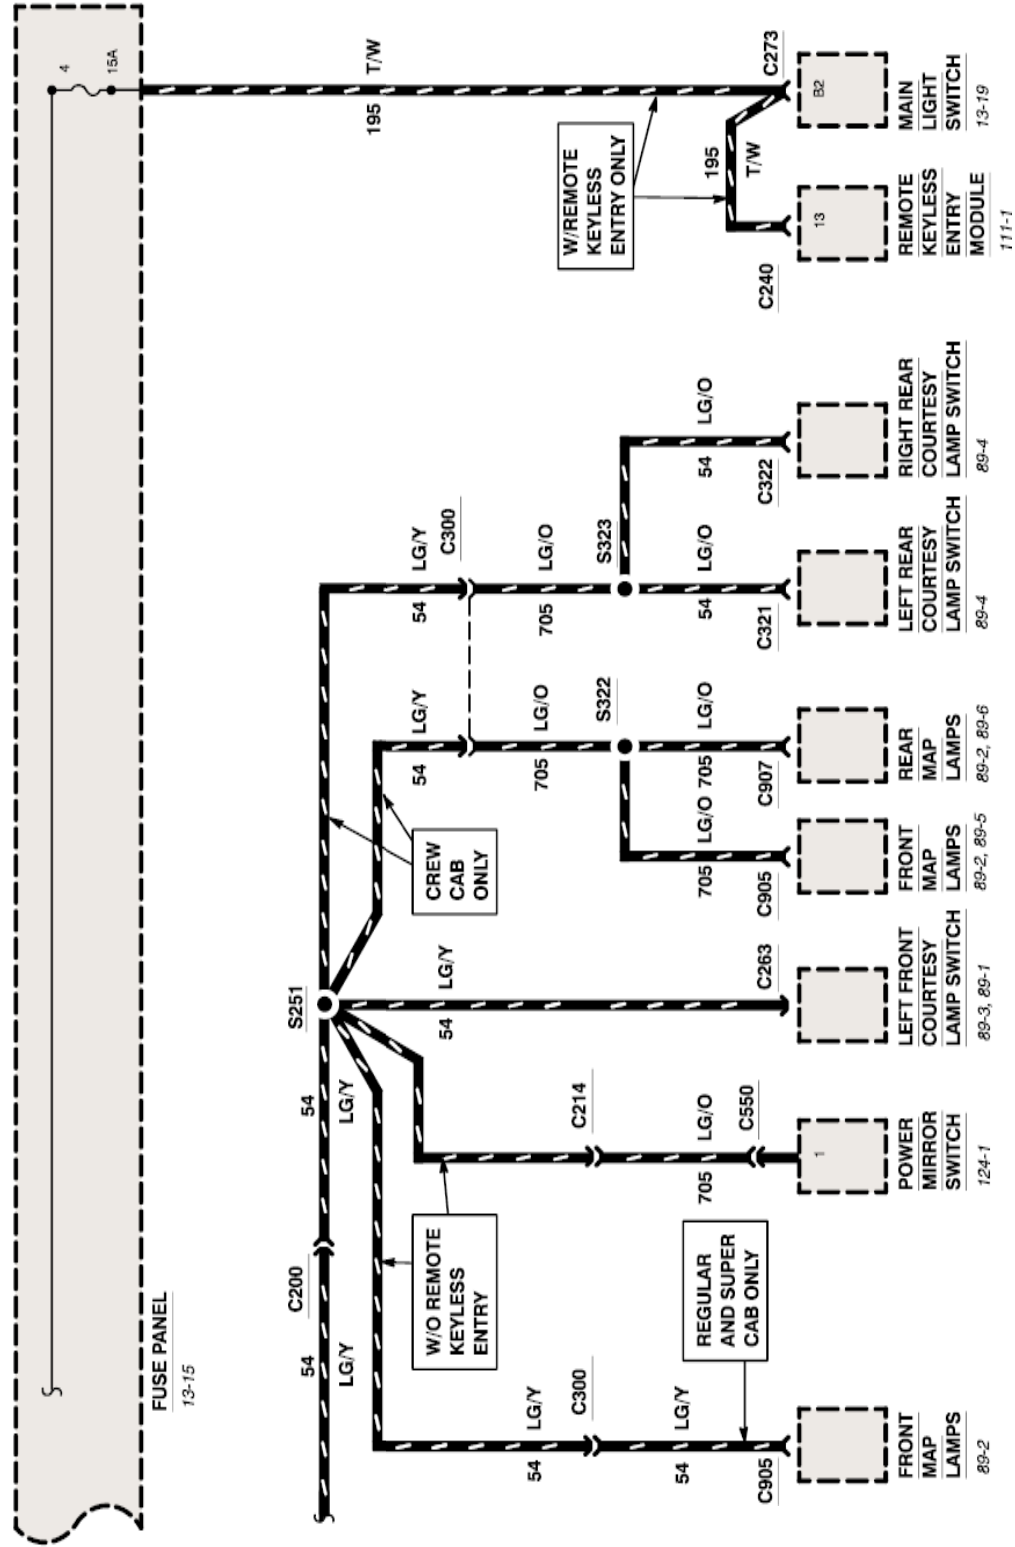 FUSE PANEL
13-15
4
15A
195
T/W
C273
B2
MAIN
LIGHT
SWITCH
13-19
W/REMOTE
KEYLESS
ENTRY ONLY
195
T/W
C240
13
REMOTE
KEYLESS
ENTRY
MODULE
111-1
54
LG/Y
C200
54
LG/Y
S251
54
LG/Y
C300
705
LG/O
S323
54
LG/O
C322
RIGHT REAR
COURTESY
LAMP SWITCH
89-4
54
LG/O
C321
LEFT REAR
COURTESY
LAMP SWITCH
89-4
CREW
CAB
ONLY
54
LG/Y
705
LG/O
S322
705
LG/O
C907
REAR
MAP
LAMPS
89-2, 89-6
705
LG/O
C905
FRONT
MAP
LAMPS
89-2, 89-5
54
LG/Y
C263
LEFT FRONT
COURTESY
LAMP SWITCH
89-3, 89-1
W/O REMOTE
KEYLESS
ENTRY
C214
705
LG/O
C550
1
POWER
MIRROR
SWITCH
124-1
54
LG/Y
C300
54
LG/Y
REGULAR
AND SUPER
CAB ONLY
C905
FRONT
MAP
LAMPS
89-2